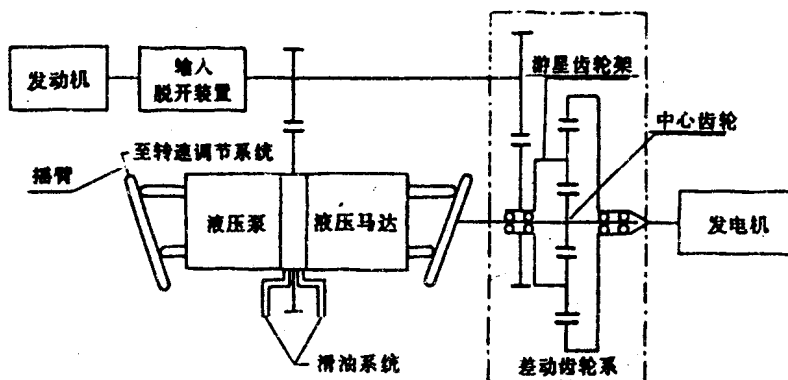 发动机
输入
脱开装置
游星齿轮架
中心齿轮
至转速调节系统
摇臂
液压泵
液压马达
发电机
滑油系统
差动齿轮系